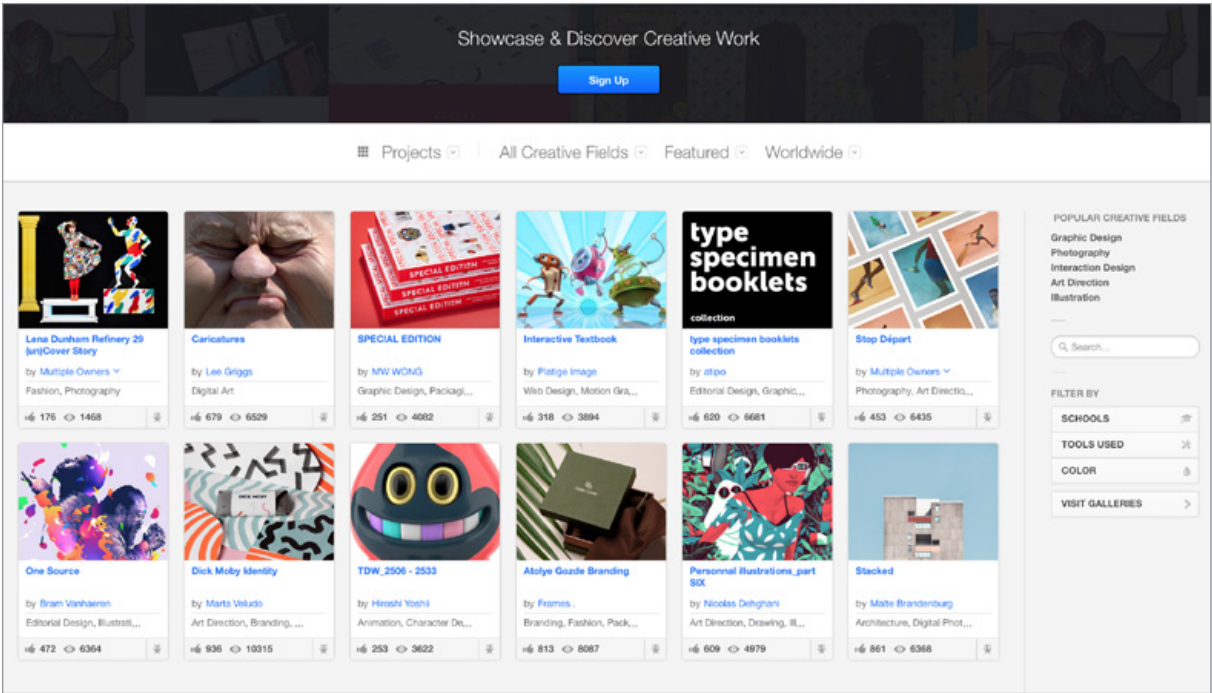 Showcase & Discover Creative Work
Sign Up
Projects
All Creative Fields
Featured
Worldwide
SPECIAL EDITION
SPECIAL EDITION
SPECIAL EDITION
type
specimen
booklets
collection
Lena Dunham Refinery 29
(un)Cover Story
by Multiple Owners
Fashion, Photography
176 1468
Caricatures
by Lee Griggs
Digital Art
679 6529
SPECIAL EDITION
by MW WONG
Graphic Design, Packagi,,,
251 4082
Interactive Textbook
by Platige Image
Web Design, Motion Gra,,,
318 3894
type specimen booklets
collection
by atipo
Editorial Design, Graphic,,,
620 6681
Stop Départ
by Multiple Owners
Photography, Art Directio,,,
453 6435
DICK MOBY
One Source
by Bram Vanhaeren
Editorial Design, Illustrati,,,
472 6364
Dick Moby Identity
by Marta Veludo
Art Direction, Branding, ,,,
936 10315
TDW_2506 - 2533
by Hiroshi Yoshii
Animation, Character De,,,
253 3622
Atolye Gozde Branding
by Frames .
Branding, Fashion, Pack,,,
813 8087
Personnal illustrations_part
SIX
by Nicolas Dehghani
Art Direction, Drawing, Ill,,,
609 4979
Stacked
by Malte Brandenburg
Architecture, Digital Phot,,,
861 6368
POPULAR CREATIVE FIELDS
Graphic Design
Photography
Interaction Design
Art Direction
Illustration
Search...
FILTER BY
SCHOOLS
TOOLS USED
COLOR
VISIT GALLERIES